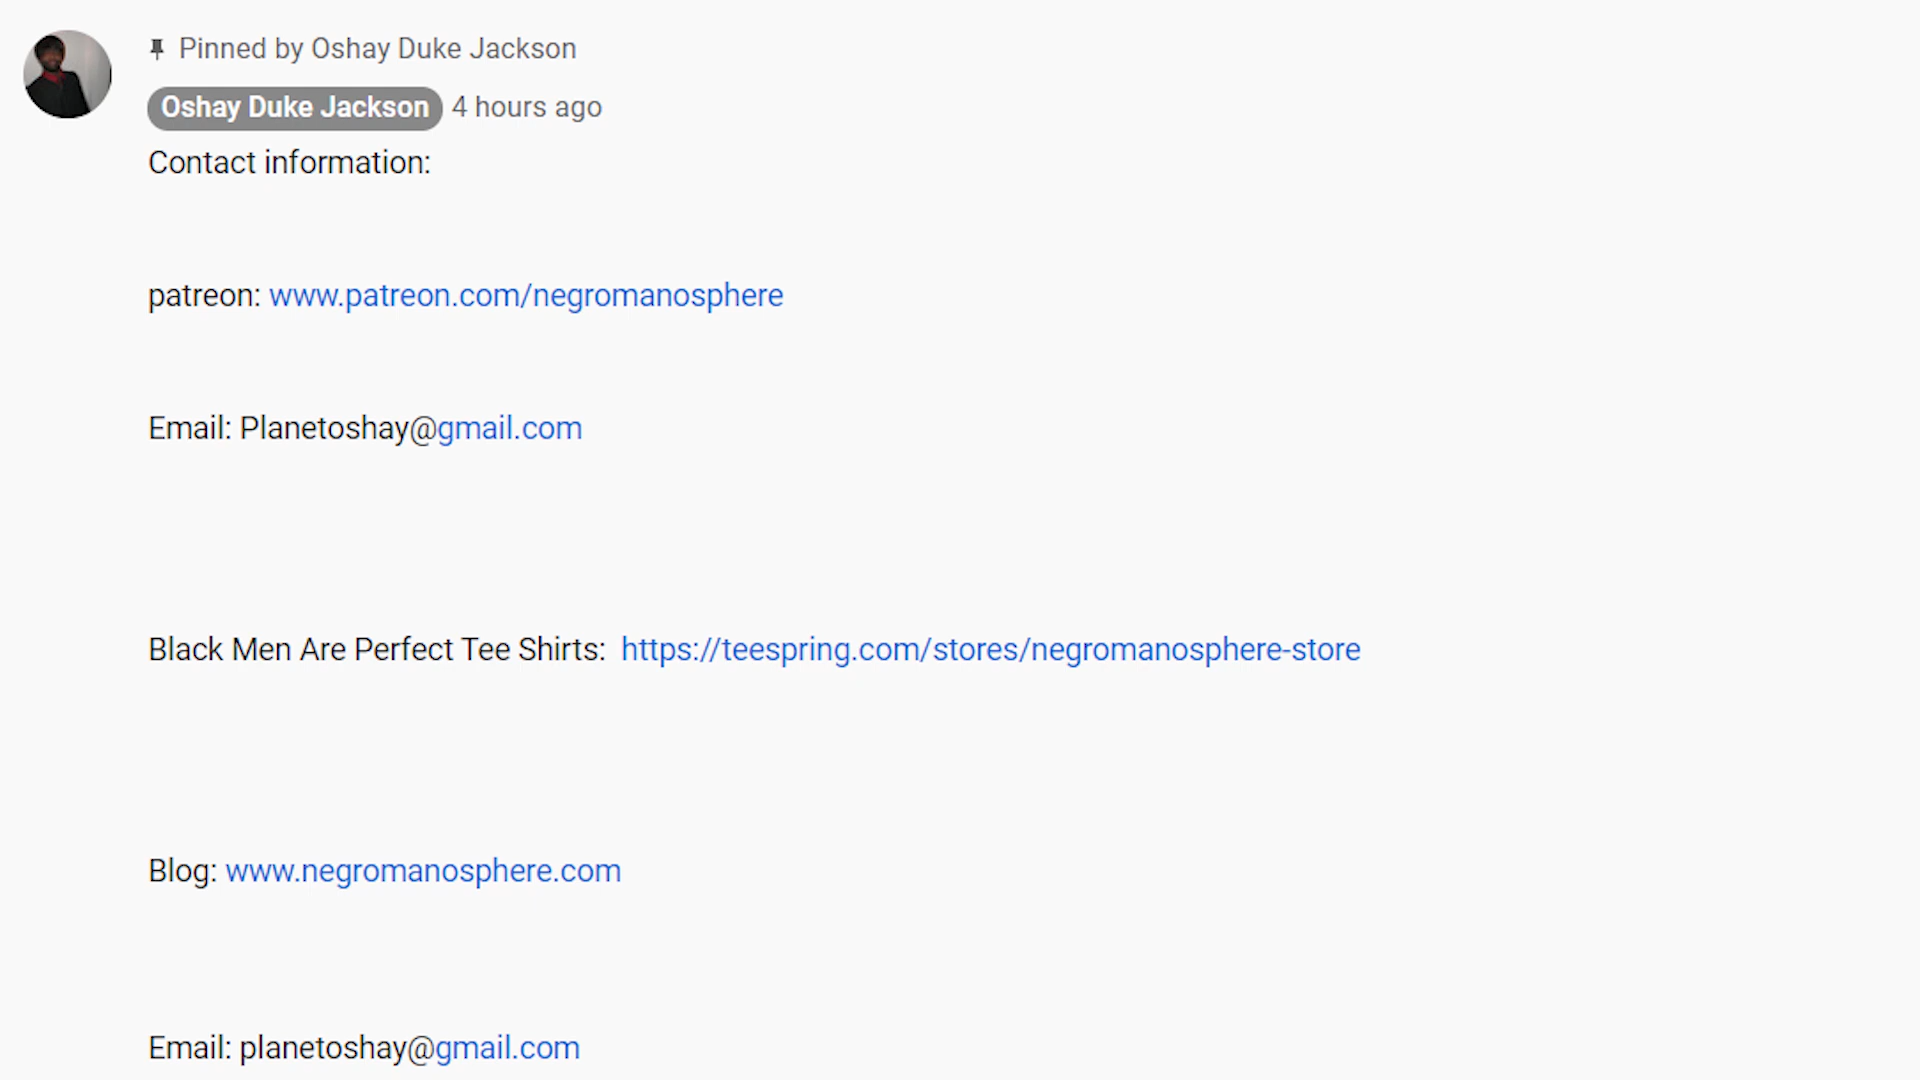 Pinned by Oshay Duke Jackson
Oshay Duke Jackson 4 hours ago
Contact information:
patreon: www.patreon.com/negromanosphere
Email: Planetoshay@gmail.com
Black Men Are Perfect Tee Shirts:  https://teespring.com/stores/negromanosphere-store
Blog: www.negromanosphere.com
Email: planetoshay@gmail.com